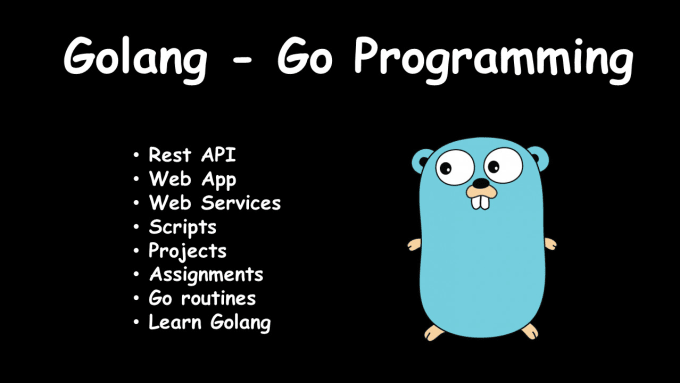 Golang - Go Programming
• Rest API
• Web App
• Web Services
• Scripts
• Projects
• Assignments
• Go routines
• Learn Golang